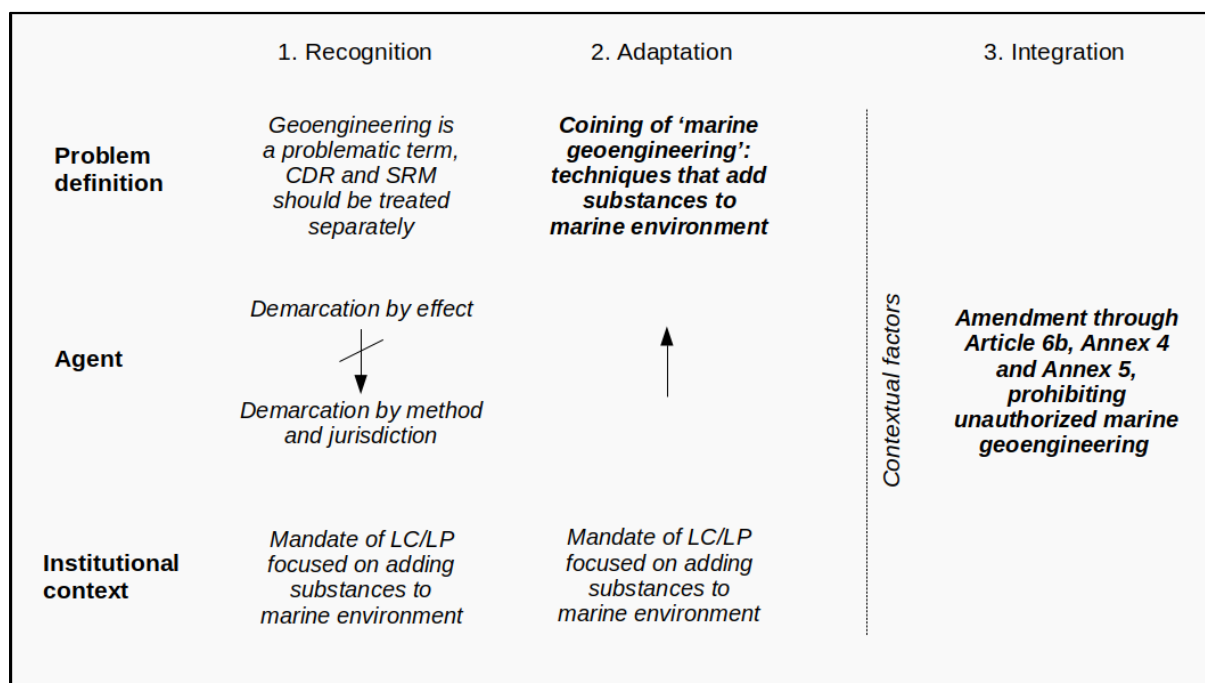 1. Recognition
2. Adaptation
3. Integration
Problem
definition
Geoengineering is
a problematic term,
CDR and SRM
should be treated
separately
Coining of ‘marine
geoengineering’:
techniques that add
substances to
marine environment
Agent
Demarcation by effect
Demarcation by method
and jurisdiction
Contextual factors
Amendment through
Article 6b, Annex 4
and Annex 5,
prohibiting
unauthorized marine
geoengineering
Institutional
context
Mandate of LC/LP
focused on adding
substances to
marine environment
Mandate of LC/LP
focused on adding
substances to
marine environment